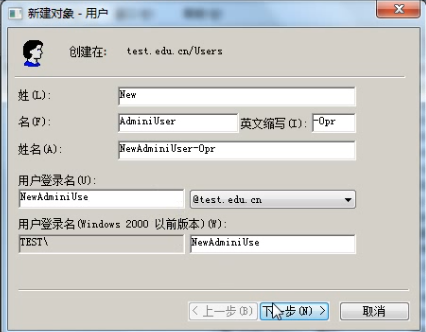 新建对象 - 用户
创建在: test.edu.cn/Users
姓(L): New
名(F): AdminiUser 英文缩写(I): -Opr
姓名(A): NewAdminiUser-Opr
用户登录名(U):
NewAdminiUse @test.edu.cn
用户登录名(Windows 2000 以前版本)(W):
TEST\ NewAdminiUse
< 上一步(B) 下一步(N) > 取消